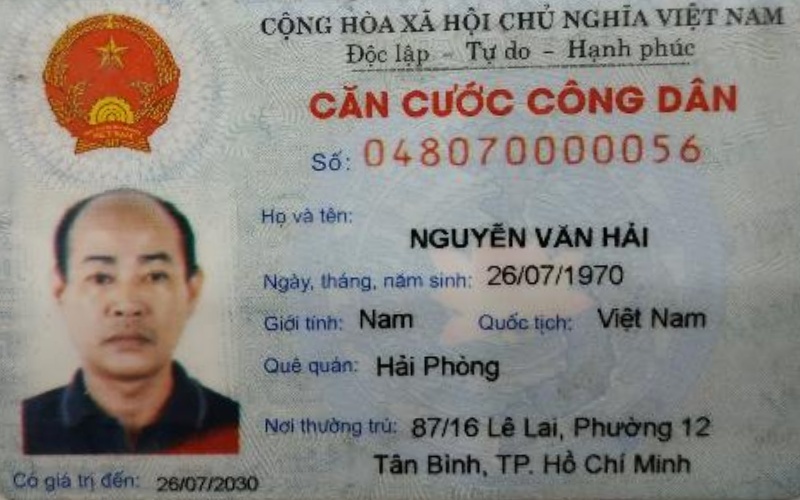 CỘNG HÒA XÃ HỘI CHỦ NGHĨA VIỆT NAM
Độc lập - Tự do - Hạnh phúc
CĂN CƯỚC CÔNG DÂN
Số: 048070000056
Họ và tên:
NGUYỄN VĂN HẢI
Ngày, tháng, năm sinh: 26/07/1970
Giới tính: Nam Quốc tịch: Việt Nam
Quê quán: Hải Phòng
Nơi thường trú: 87/16 Lê Lai, Phường 12
Tân Bình, TP. Hồ Chí Minh
Có giá trị đến: 26/07/2030